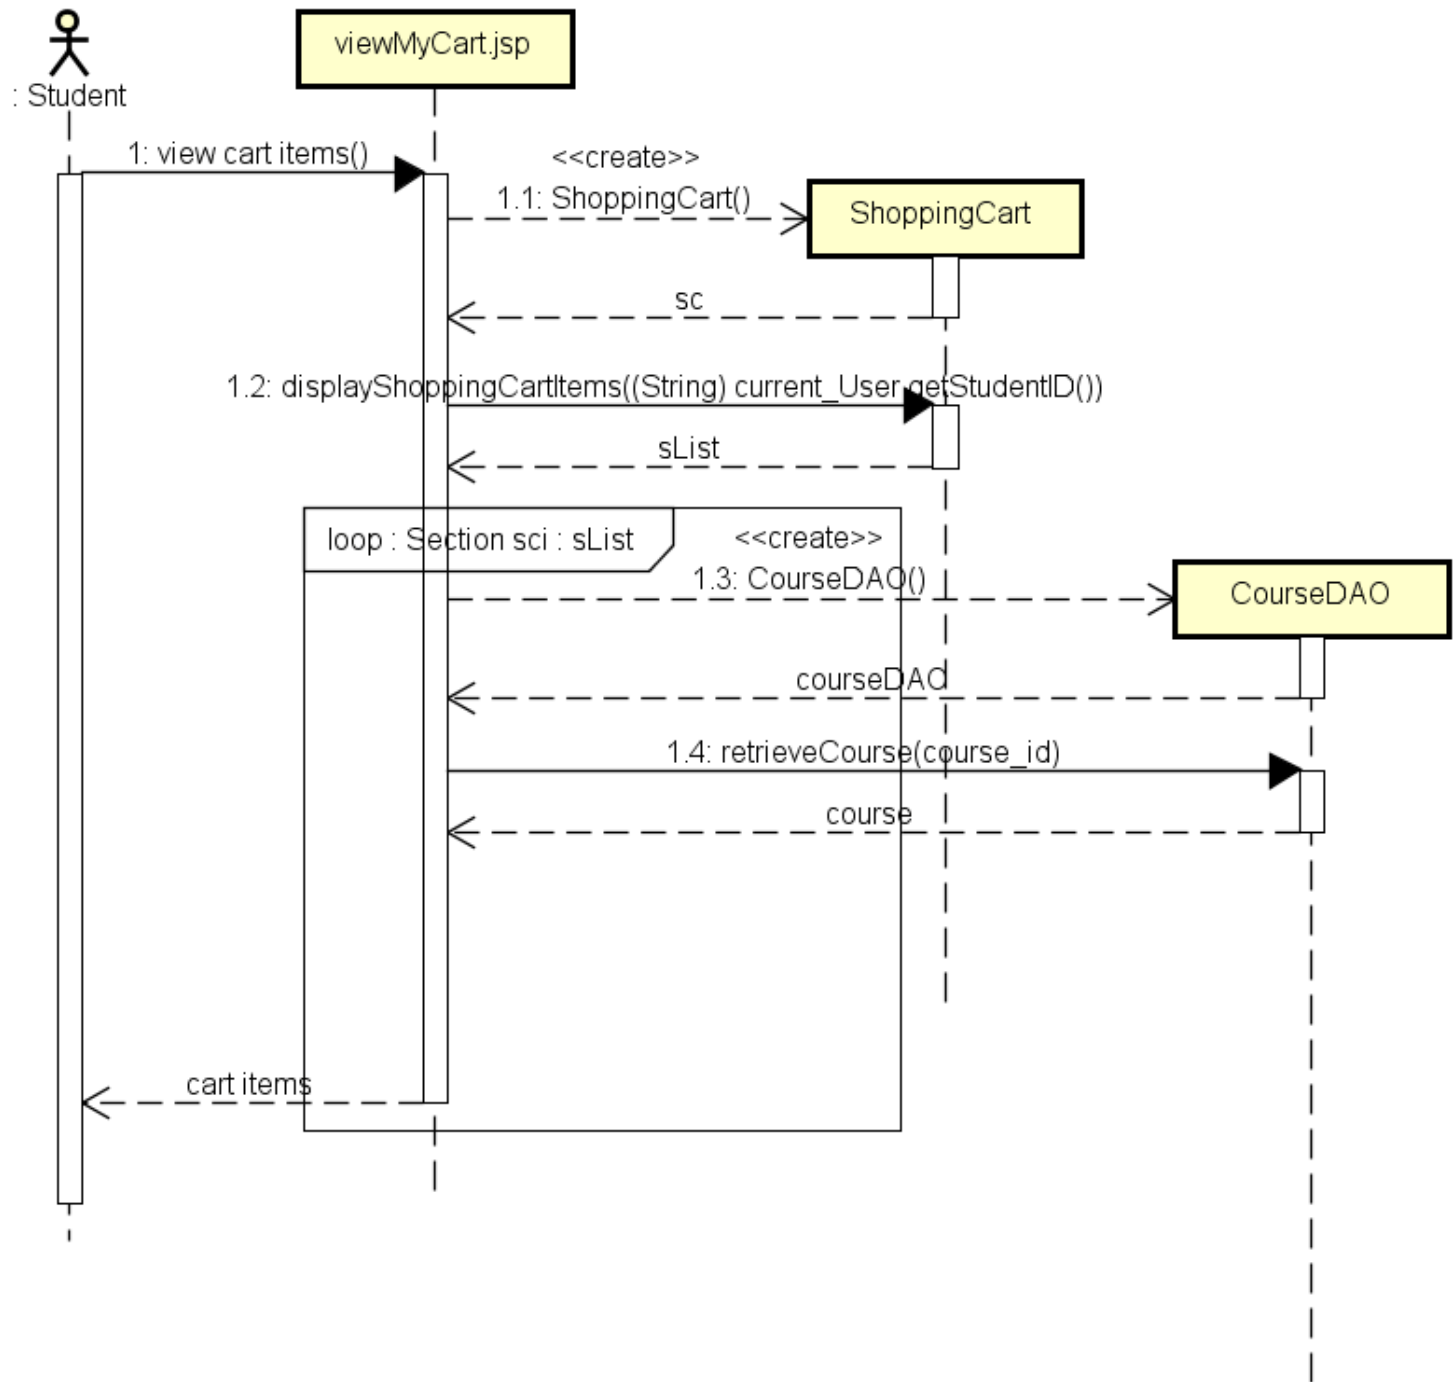 viewMyCart.jsp
: Student
1: view cart items()
<<create>>
1.1: ShoppingCart()
ShoppingCart
sc
1.2: displayShoppingCartItems((String) current_User.getStudentID())
sList
loop : Section sci : sList
<<create>>
1.3: CourseDAO()
CourseDAO
courseDAO
1.4: retrieveCourse(course_id)
course
cart items